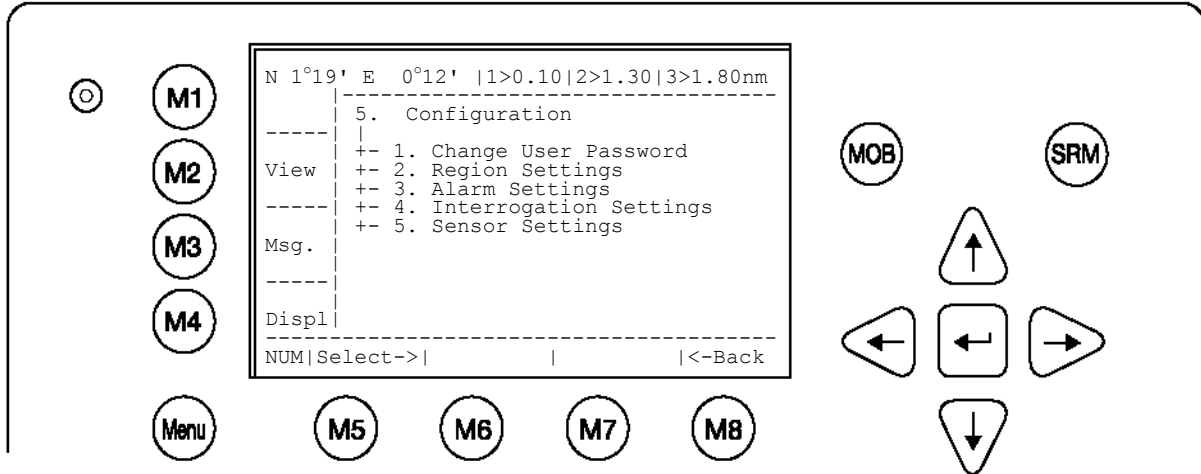 N 1°19' E 0°12' |1>0.10|2>1.30|3>1.80nm
5. Configuration
+- 1. Change User Password
View
+- 2. Region Settings
+- 3. Alarm Settings
+- 4. Interrogation Settings
+- 5. Sensor Settings
Msg.
Displ
NUM|Select->| | |<-Back
M1
M2
M3
M4
Menu
M5
M6
M7
M8
MOB
SRM